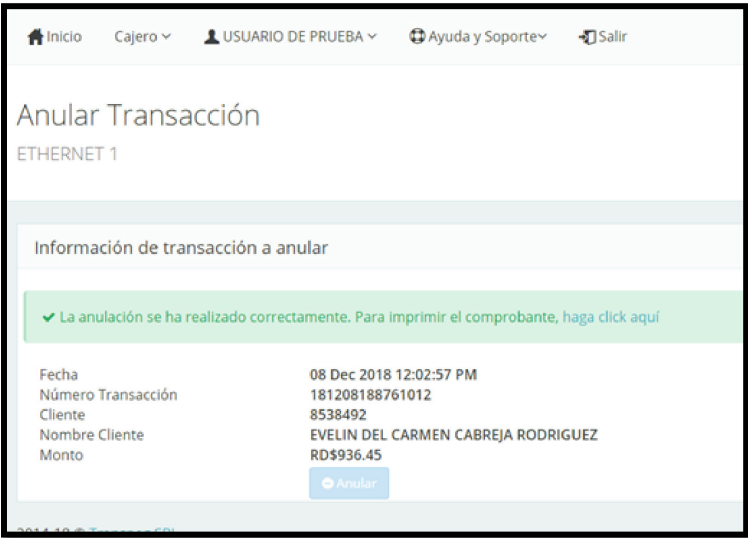 Inicio Cajero USUARIO DE PRUEBA Ayuda y Soporte Salir
Anular Transacción
ETHERNET 1
Información de transacción a anular
La anulación se ha realizado correctamente. Para imprimir el comprobante, haga click aquí
Fecha 08 Dec 2018 12:02:57 PM
Número Transacción 181208188761012
Cliente 8538492
Nombre Cliente EVELIN DEL CARMEN CABREJA RODRIGUEZ
Monto RD$936.45
Anular
2014-18 ©